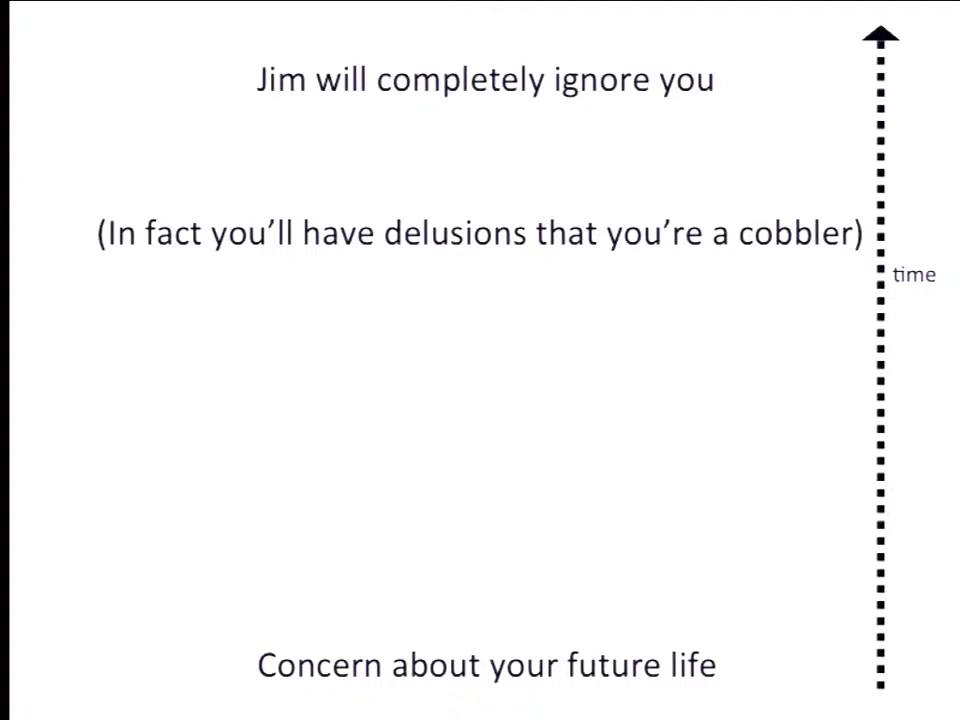 Jim will completely ignore you
(In fact you’ll have delusions that you’re a cobbler)
time
Concern about your future life